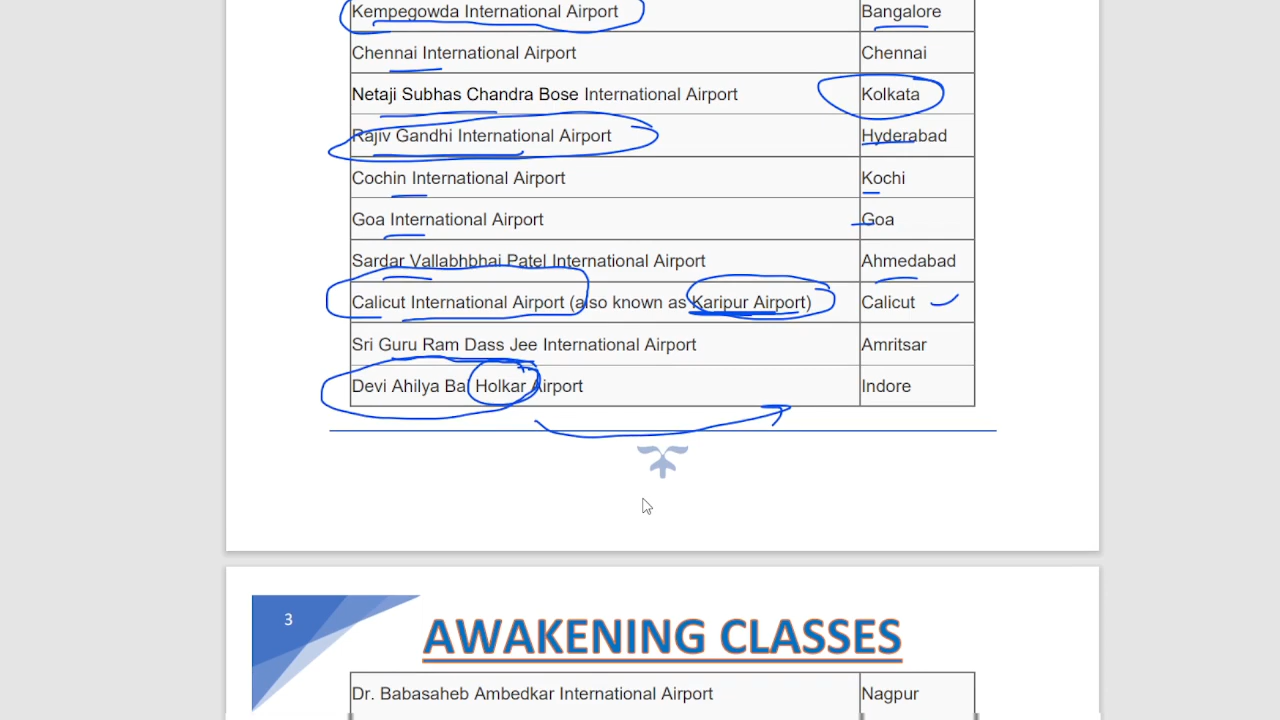 Kempegowda International Airport Bangalore
Chennai International Airport Chennai
Netaji Subhas Chandra Bose International Airport Kolkata
Rajiv Gandhi International Airport Hyderabad
Cochin International Airport Kochi
Goa International Airport Goa
Sardar Vallabhbhai Patel International Airport Ahmedabad
Calicut International Airport (also known as Karipur Airport) Calicut
Sri Guru Ram Dass Jee International Airport Amritsar
Devi Ahilya Bai Holkar Airport Indore
3
AWAKENING CLASSES
Dr. Babasaheb Ambedkar International Airport Nagpur